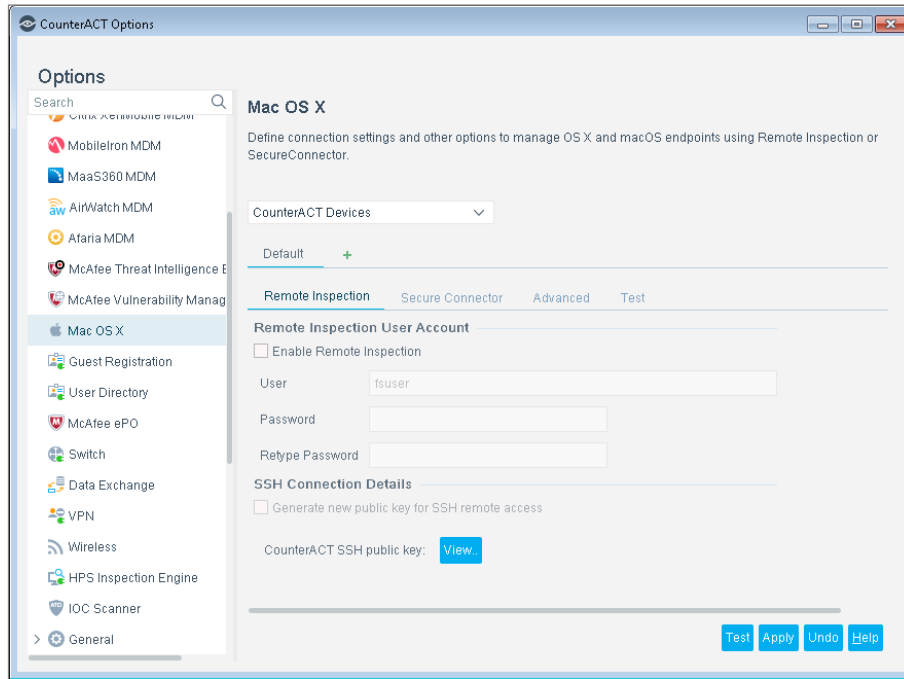 CounterACT Options
Options
Search
Citrix XenMobile MDM
MobileIron MDM
MaaS360 MDM
AirWatch MDM
Afaria MDM
McAfee Threat Intelligence E
McAfee Vulnerability Manag
Mac OS X
Guest Registration
User Directory
McAfee ePO
Switch
Data Exchange
VPN
Wireless
HPS Inspection Engine
IOC Scanner
General
Mac OS X
Define connection settings and other options to manage OS X and macOS endpoints using Remote Inspection or
SecureConnector.
CounterACT Devices
Default +
Remote Inspection Secure Connector Advanced Test
Remote Inspection User Account
Enable Remote Inspection
User fsuser
Password
Retype Password
SSH Connection Details
Generate new public key for SSH remote access
CounterACT SSH public key: View..
Test Apply Undo Help